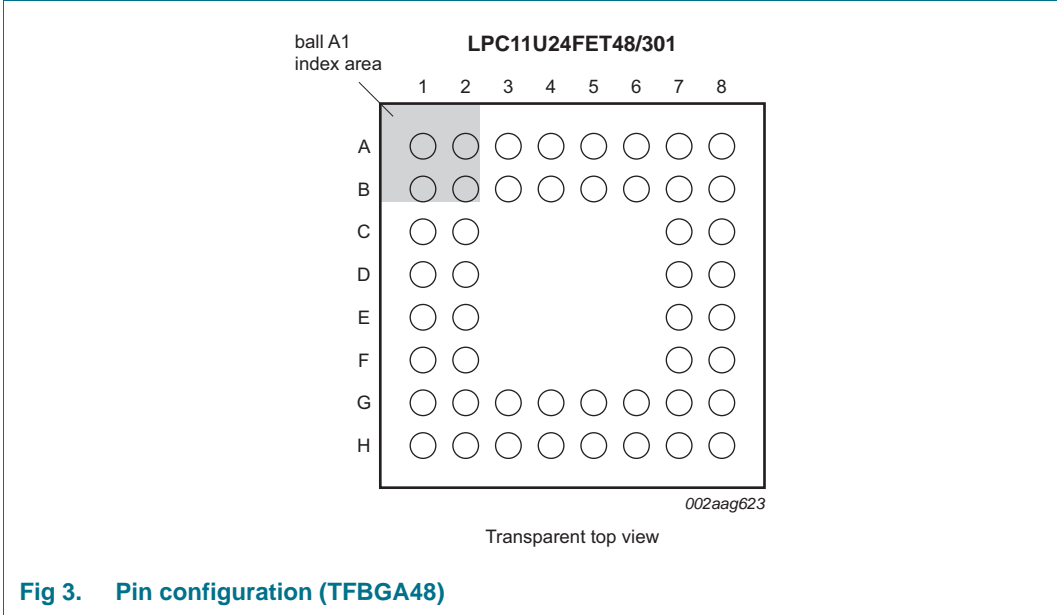 ball A1
index area
LPC11U24FET48/301
1 2 3 4 5 6 7 8
A
B
C
D
E
F
G
H
002aag623
Transparent top view
Fig 3. Pin configuration (TFBGA48)